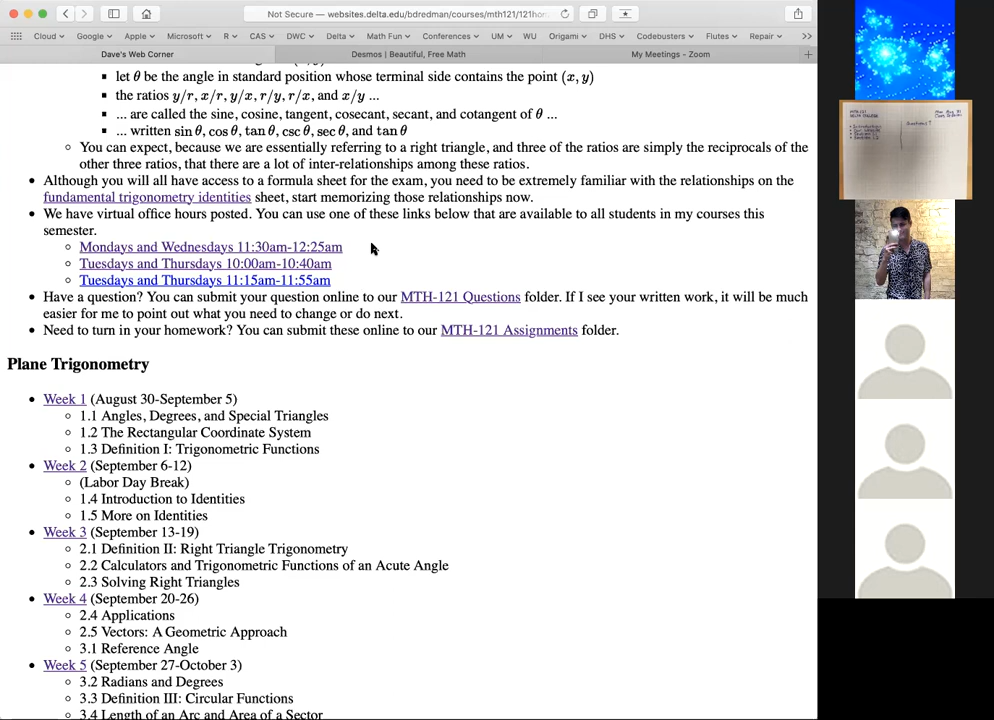 Not Secure — websites.delta.edu/bdredman/courses/mth121/121hor
Cloud Google Apple Microsoft R CAS DWC Delta Math Fun Conferences UM WU Origami DHS Codebusters Flutes Repair >>
Dave's Web Corner Desmos | Beautiful, Free Math My Meetings - Zoom
let θ be the angle in standard position whose terminal side contains the point (x, y)
the ratios y/r, x/r, y/x, r/y, r/x, and x/y ...
... are called the sine, cosine, tangent, cosecant, secant, and cotangent of θ ...
... written sin θ, cos θ, tan θ, csc θ, sec θ, and tan θ
You can expect, because we are essentially referring to a right triangle, and three of the ratios are simply the reciprocals of the
other three ratios, that there are a lot of inter-relationships among these ratios.
Although you will all have access to a formula sheet for the exam, you need to be extremely familiar with the relationships on the
fundamental trigonometry identities sheet, start memorizing those relationships now.
We have virtual office hours posted. You can use one of these links below that are available to all students in my courses this
semester.
Mondays and Wednesdays 11:30am-12:25am
Tuesdays and Thursdays 10:00am-10:40am
Tuesdays and Thursdays 11:15am-11:55am
Have a question? You can submit your question online to our MTH-121 Questions folder. If I see your written work, it will be much
easier for me to point out what you need to change or do next.
Need to turn in your homework? You can submit these online to our MTH-121 Assignments folder.
Plane Trigonometry
Week 1 (August 30-September 5)
1.1 Angles, Degrees, and Special Triangles
1.2 The Rectangular Coordinate System
1.3 Definition I: Trigonometric Functions
Week 2 (September 6-12)
(Labor Day Break)
1.4 Introduction to Identities
1.5 More on Identities
Week 3 (September 13-19)
2.1 Definition II: Right Triangle Trigonometry
2.2 Calculators and Trigonometric Functions of an Acute Angle
2.3 Solving Right Triangles
Week 4 (September 20-26)
2.4 Applications
2.5 Vectors: A Geometric Approach
3.1 Reference Angle
Week 5 (September 27-October 3)
3.2 Radians and Degrees
3.3 Definition III: Circular Functions
3.4 Length of an Arc and Area of a Sector